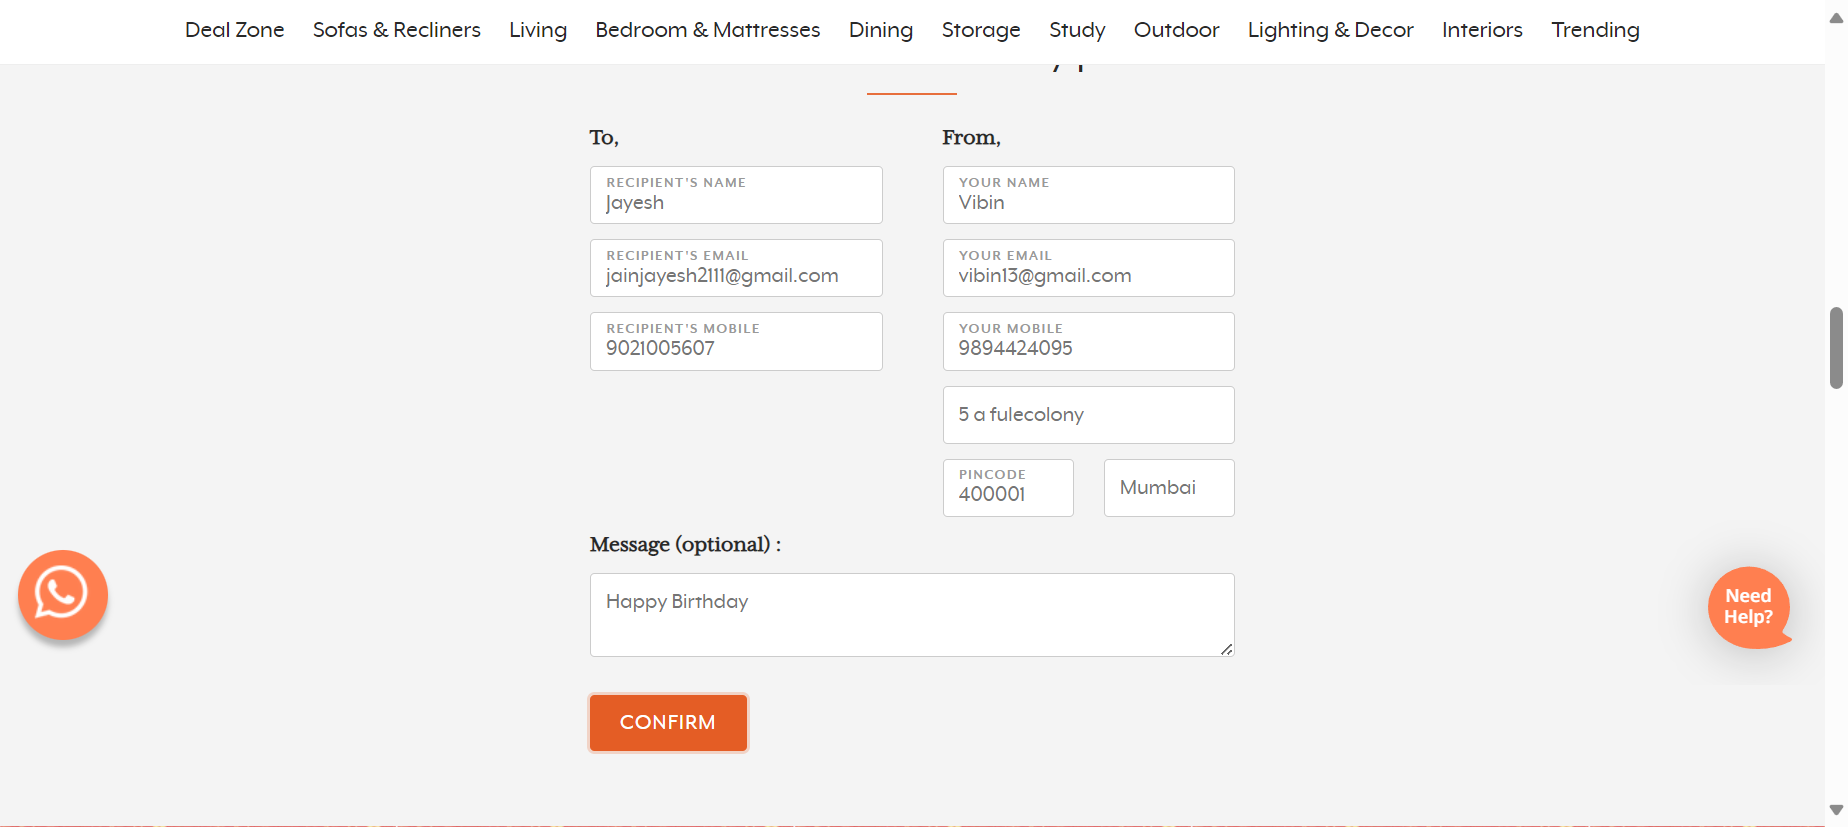 Deal Zone Sofas & Recliners Living Bedroom & Mattresses Dining Storage Study Outdoor Lighting & Decor Interiors Trending
To,
RECIPIENT'S NAME
Jayesh
RECIPIENT'S EMAIL
jainjayesh2111@gmail.com
RECIPIENT'S MOBILE
9021005607
From,
YOUR NAME
Vibin
YOUR EMAIL
vibin13@gmail.com
YOUR MOBILE
9894424095
5 a fulecolony
PINCODE
400001
Mumbai
Message (optional) :
Happy Birthday
CONFIRM
Need
Help?